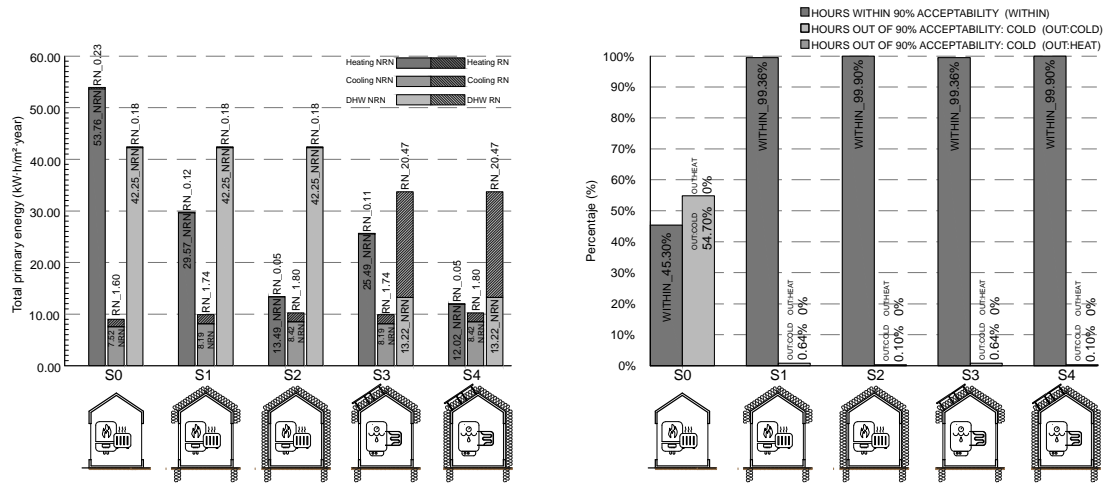 Total primary energy (kW·h/m²·year)
60.00
50.00
40.00
30.00
20.00
10.00
0.00
Heating NRN
Heating RN
Cooling NRN
Cooling RN
DHW NRN
DHW RN
53.76_NRN
RN_0.23
7.52 NRN
RN_1.60
42.25_NRN
RN_0.18
29.57_NRN
RN_0.12
8.19 NRN
RN_1.74
42.25_NRN
RN_0.18
13.49_NRN
RN_0.05
8.42 NRN
RN_1.80
42.25_NRN
RN_0.18
25.49_NRN
RN_0.11
8.19 NRN
RN_1.74
13.22_NRN
RN_20.47
12.02_NRN
RN_0.05
8.42 NRN
RN_1.80
13.22_NRN
RN_20.47
S0
S1
S2
S3
S4
HOURS WITHIN 90% ACCEPTABILITY (WITHIN)
HOURS OUT OF 90% ACCEPTABILITY: COLD (OUT:COLD)
HOURS OUT OF 90% ACCEPTABILITY: COLD (OUT:HEAT)
Percentaje (%)
100%
90%
80%
70%
60%
50%
40%
30%
20%
10%
0%
WITHIN_45.30%
OUT:COLD
54.70%
OUT:HEAT
0%
WITHIN_99.36%
OUT:COLD
0.64%
OUT:HEAT
0%
WITHIN_99.90%
OUT:COLD
0.10%
OUT:HEAT
0%
WITHIN_99.36%
OUT:COLD
0.64%
OUT:HEAT
0%
WITHIN_99.90%
OUT:COLD
0.10%
OUT:HEAT
0%
S0
S1
S2
S3
S4